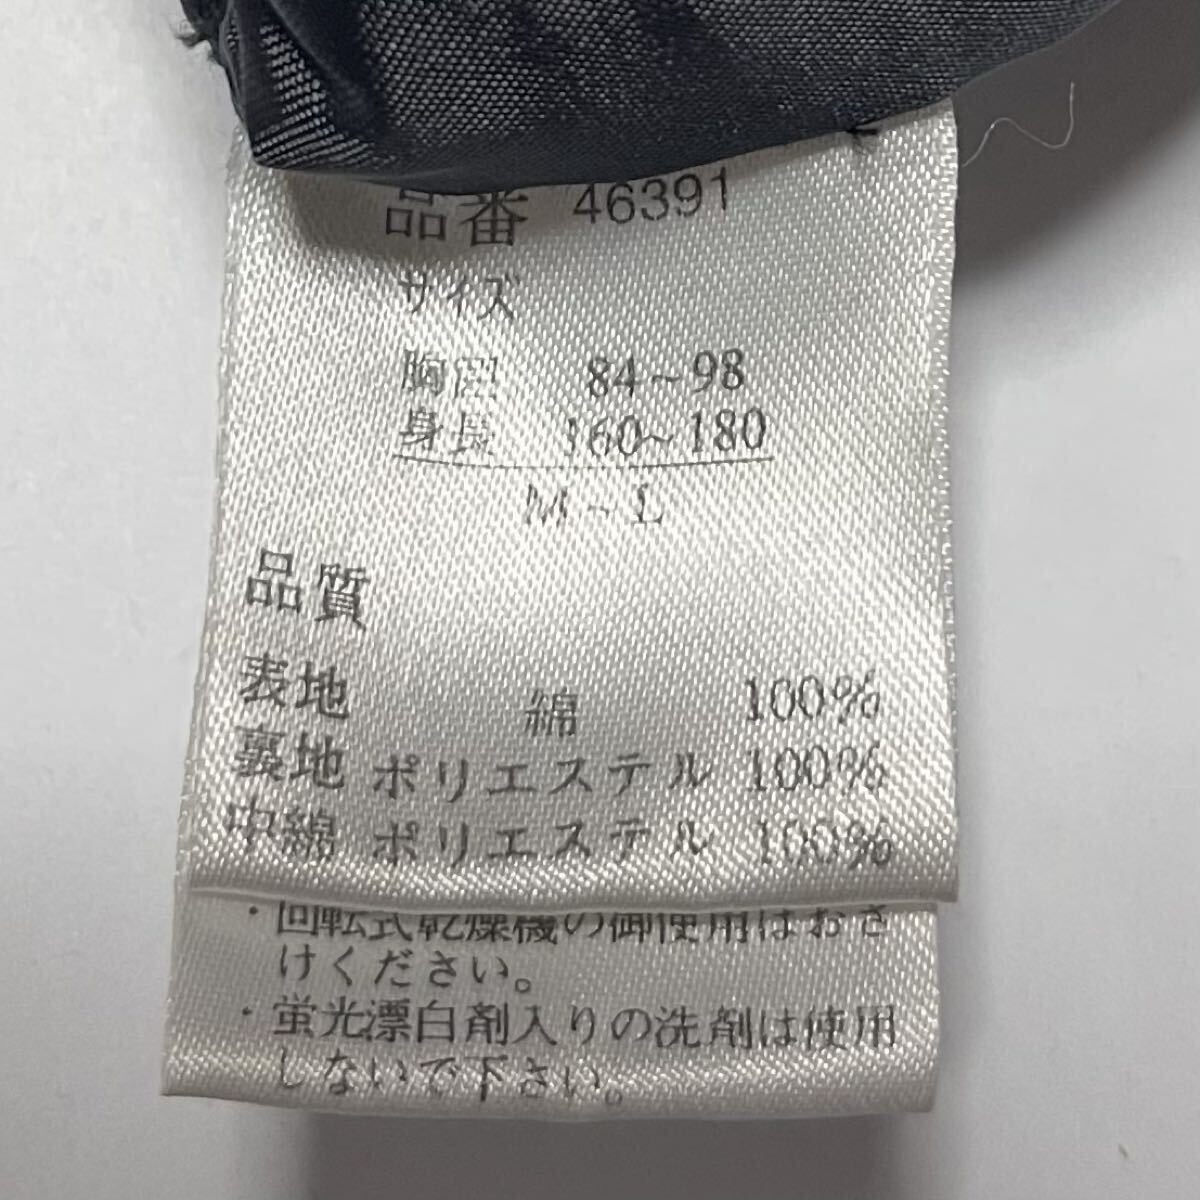 品番 46391
サイズ
胸囲 84~98
身長 160~180
M~L
品質
表地 綿 100%
裏地 ポリエステル 100%
中綿 ポリエステル 100%
・回転式乾燥機の御使用はおさ
けください。
・蛍光漂白剤入りの洗剤は使用
しないで下さい。